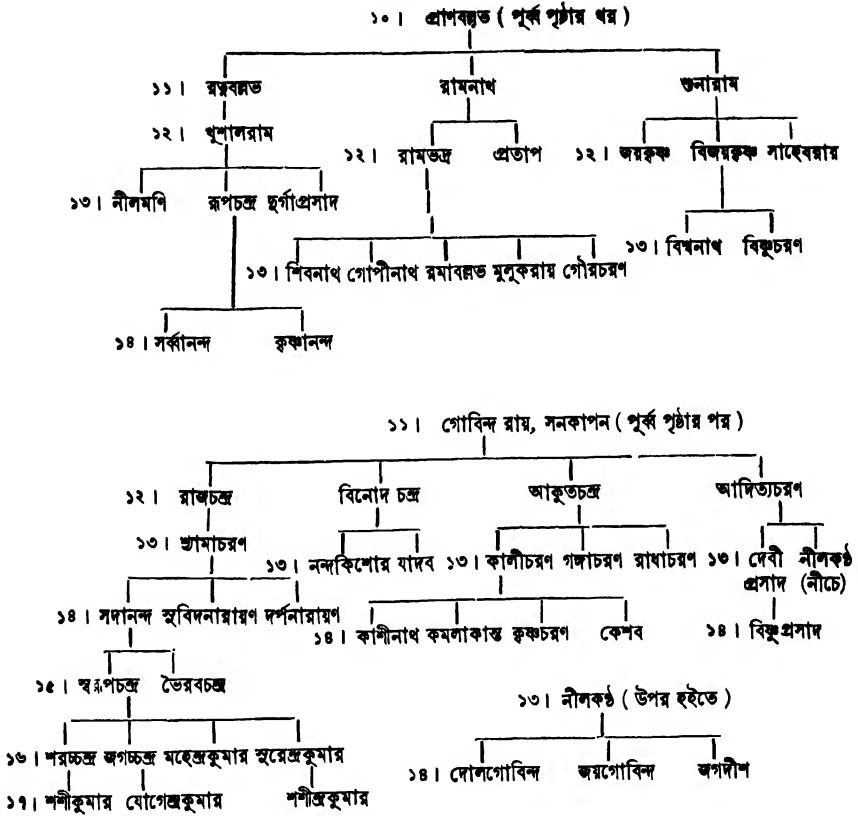 ১০। প্রাণবল্লভ ( পূর্ব্ব পৃষ্ঠার পর )
১১। রত্নবল্লভ রামনাথ শুনারাম
১২। খুশালরাম
১২। রামভদ্র প্রতাপ ১২। জয়কৃষ্ণ বিজয়কৃষ্ণ সাহেবরায়
১৩। নীলমণি রূপচন্দ্র দুর্গাপ্রসাদ
১৩। বিশ্বনাথ বিষ্ণুচরণ
১৩। শিবনাথ গোপীনাথ রমাবল্লভ মুলুকরায় গৌরচরণ
১৪। সর্ব্বানন্দ কৃষ্ণানন্দ
১১। গোবিন্দ রায়, সনকাপন ( পূর্ব্ব পৃষ্ঠার পর )
১২। রাজচন্দ্র বিনোদ চন্দ্র আকুতচন্দ্র আদিত্যচরণ
১৩। শ্যামাচরণ
১৩। নন্দকিশোর যাদব ১৩। কালীচরণ গঙ্গাচরণ রাধাচরণ ১৩। দেবী নীলকণ্ঠ
প্রসাদ (নীচে)
১৪। সদানন্দ সুবিদনারায়ণ দর্পনারায়ণ
১৪। কাশীনাথ কমলাকান্ত কৃষ্ণচরণ কেশব ১৪। বিষ্ণুপ্রসাদ
১৫। স্বরূপচন্দ্র ভৈরবচন্দ্র
১৩। নীলকণ্ঠ ( উপর হইতে )
১৬। শরচ্চন্দ্র জগচ্চন্দ্র মহেন্দ্রকুমার সুরেন্দ্রকুমার
১৪। দোলগোবিন্দ জয়গোবিন্দ জগদীশ
১৭। শশীকুমার যোগেন্দ্রকুমার শশীন্দ্রকুমার